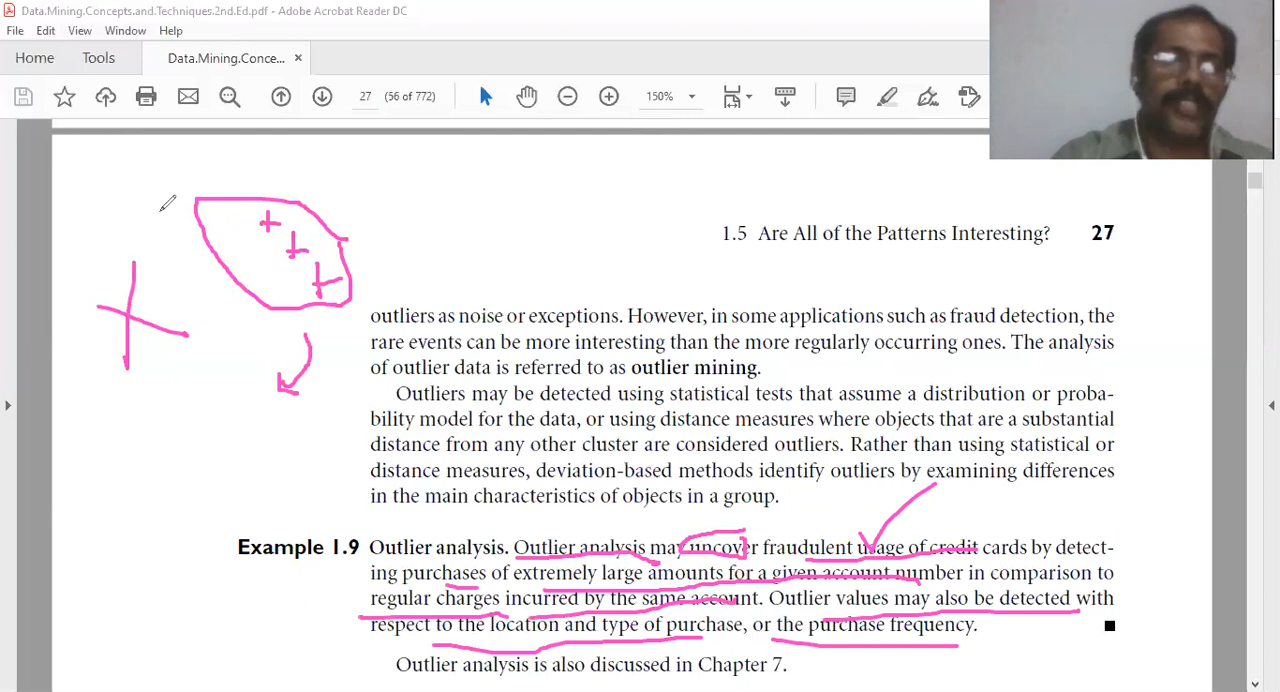 Data.Mining.Concepts.and.Techniques.2nd.Ed.pdf - Adobe Acrobat Reader DC
File Edit View Window Help
Home Tools Data.Mining.Conce... ×
27 (56 of 772) 150%
1.5 Are All of the Patterns Interesting? 27
outliers as noise or exceptions. However, in some applications such as fraud detection, the
rare events can be more interesting than the more regularly occurring ones. The analysis
of outlier data is referred to as outlier mining.
Outliers may be detected using statistical tests that assume a distribution or proba-
bility model for the data, or using distance measures where objects that are a substantial
distance from any other cluster are considered outliers. Rather than using statistical or
distance measures, deviation-based methods identify outliers by examining differences
in the main characteristics of objects in a group.
Example 1.9 Outlier analysis. Outlier analysis may uncover fraudulent usage of credit cards by detect-
ing purchases of extremely large amounts for a given account number in comparison to
regular charges incurred by the same account. Outlier values may also be detected with
respect to the location and type of purchase, or the purchase frequency.
Outlier analysis is also discussed in Chapter 7.